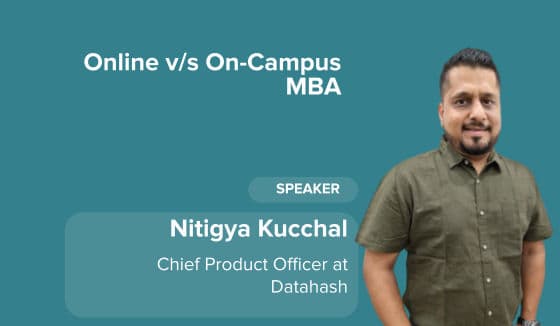 Online v/s On-Campus
MBA
SPEAKER
Nitigya Kucchal
Chief Product Officer at
Datahash